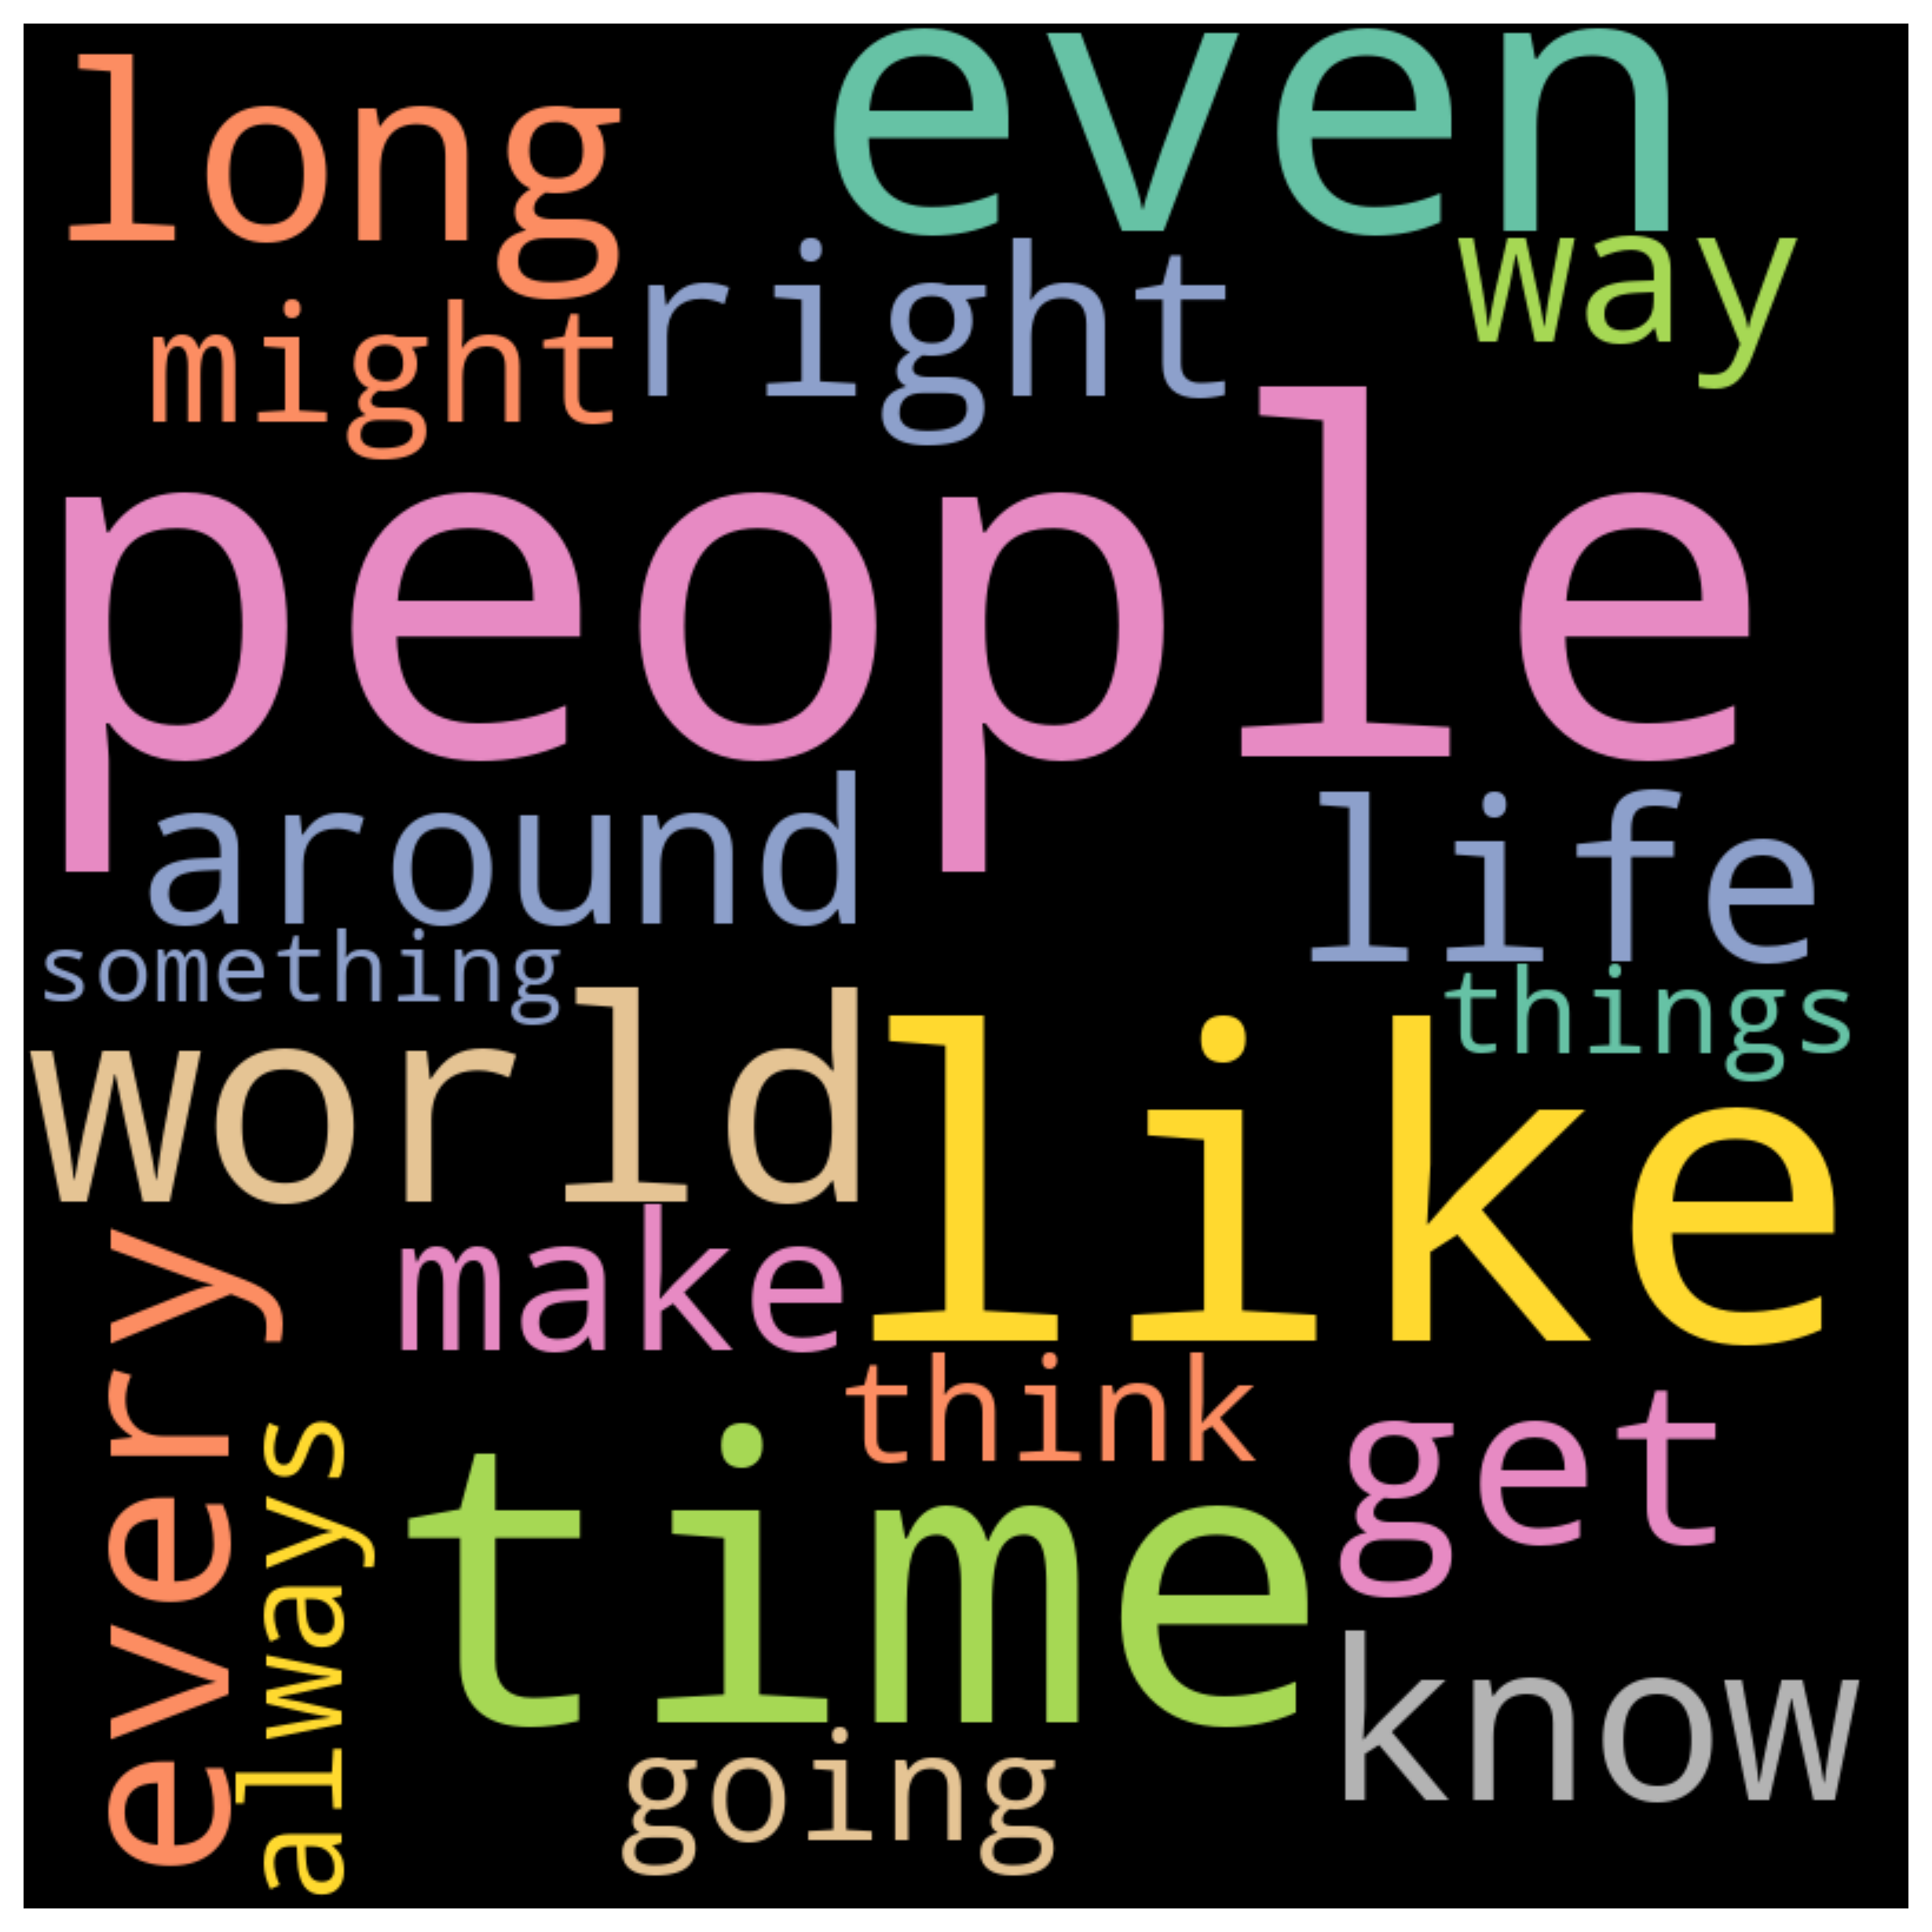 long even
might right way
people
around life
something things
world like
every make
always think
time get
going know